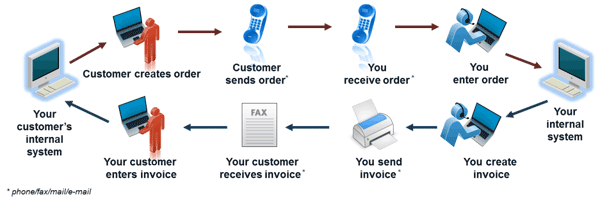 Customer creates order
Customer
sends order*
You
receive order*
You
enter order
Your
customer's
internal
system
Your
internal
system
FAX
Your customer
enters invoice
Your customer
receives invoice*
You send
invoice*
You create
invoice
* phone/fax/mail/e-mail